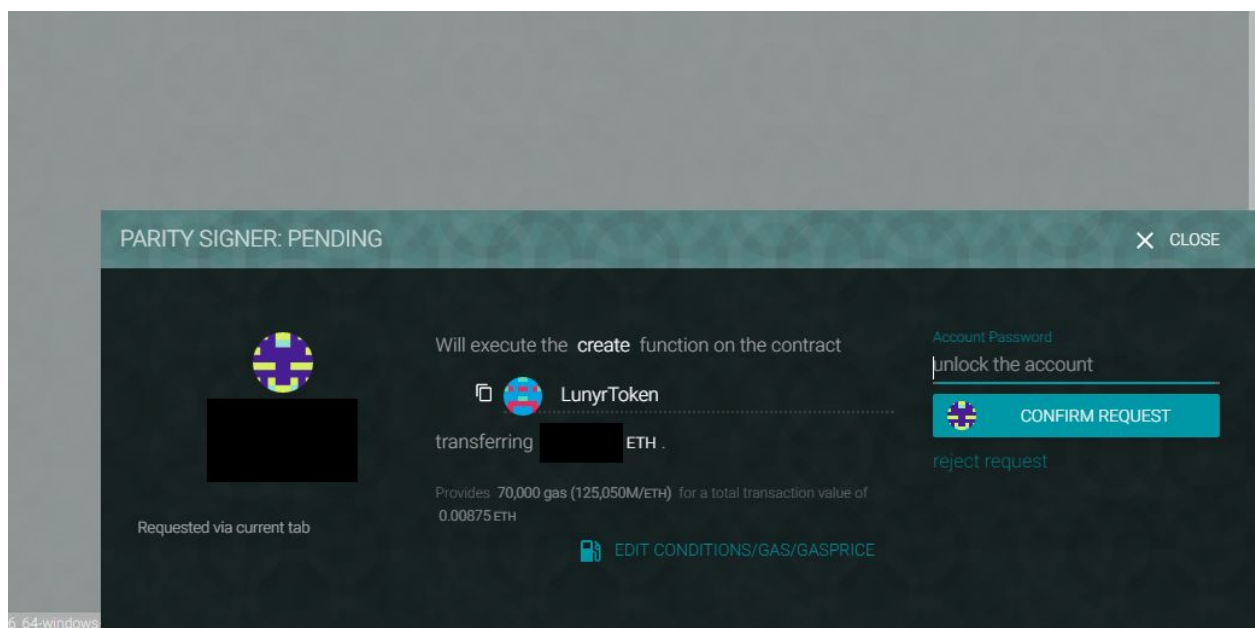 PARITY SIGNER: PENDING
CLOSE
Will execute the create function on the contract
LunyrToken
transferring ETH .
Provides 70,000 gas (125,050M/ETH) for a total transaction value of
0.00875 ETH
EDIT CONDITIONS/GAS/GASPRICE
Requested via current tab
Account Password
unlock the account
CONFIRM REQUEST
reject request
6_64-windows-